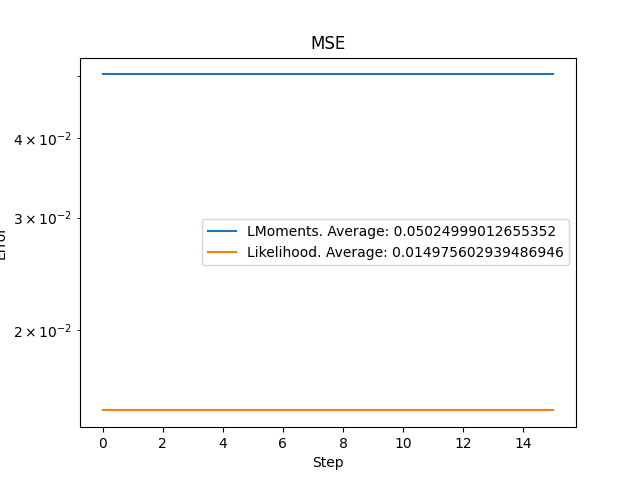 MSE
4 × 10⁻²
3 × 10⁻²
2 × 10⁻²
Error
LMoments. Average: 0.05024999012655352
Likelihood. Average: 0.014975602939486946
0 2 4 6 8 10 12 14
Step